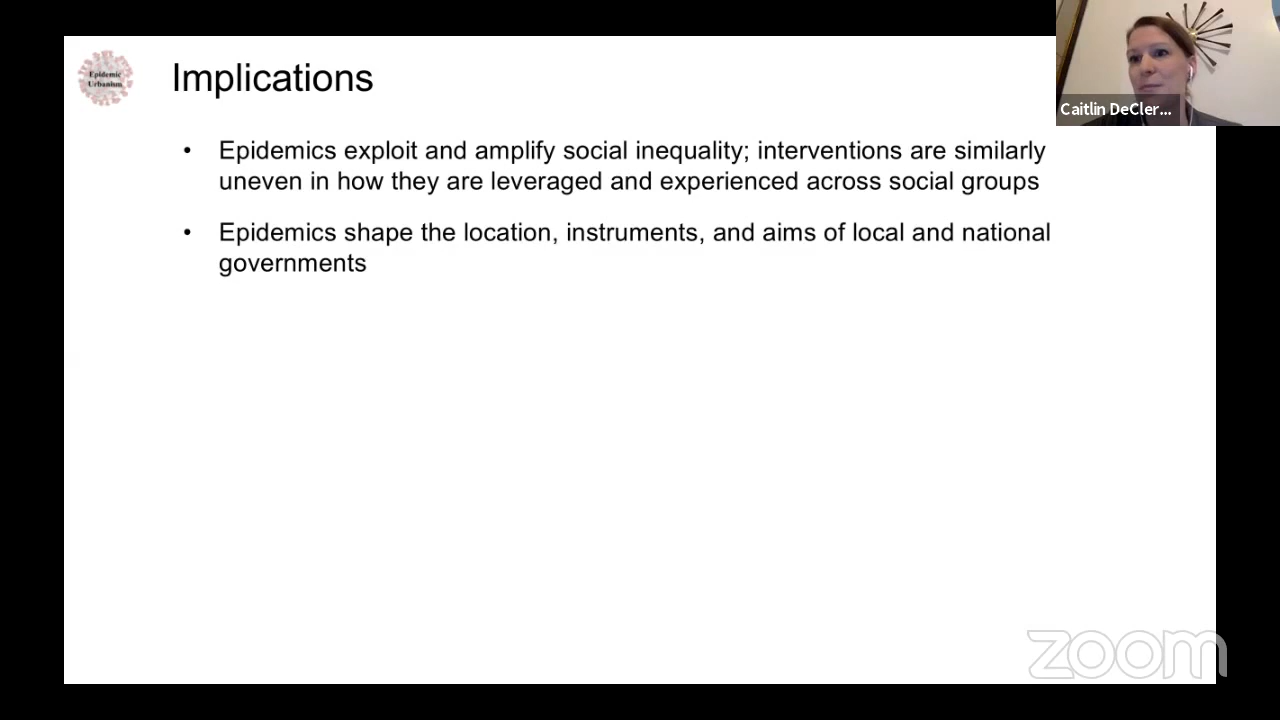 Epidemic
Urbanism
Implications
Caitlin DeCler...
• Epidemics exploit and amplify social inequality; interventions are similarly
uneven in how they are leveraged and experienced across social groups
• Epidemics shape the location, instruments, and aims of local and national
governments
zoom